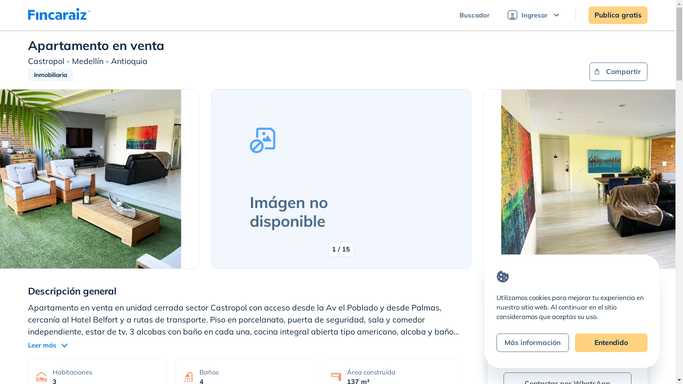 Fincaraiz
Buscador
Ingresar
Publica gratis
Apartamento en venta
Castropol - Medellín - Antioquia
Inmobiliaria
Compartir
Imágen no
disponible
1 / 15
Descripción general
Apartamento en venta en unidad cerrada sector Castropol con acceso desde la Av el Poblado y desde Palmas,
cercanía al Hotel Belfort y a rutas de transporte. Piso en porcelanato, puerta de seguridad, sala y comedor
independiente, estar de tv, 3 alcobas con baño en cada una, cocina integral abierta tipo americano, alcoba y baño...
Leer más
Habitaciones
3
Baños
4
Área construida
137 m²
Utilizamos cookies para mejorar tu experiencia en
nuestro sitio web. Al continuar en el sitio
consideramos que aceptas su uso.
Más información
Entendido
Contactar por WhatsApp